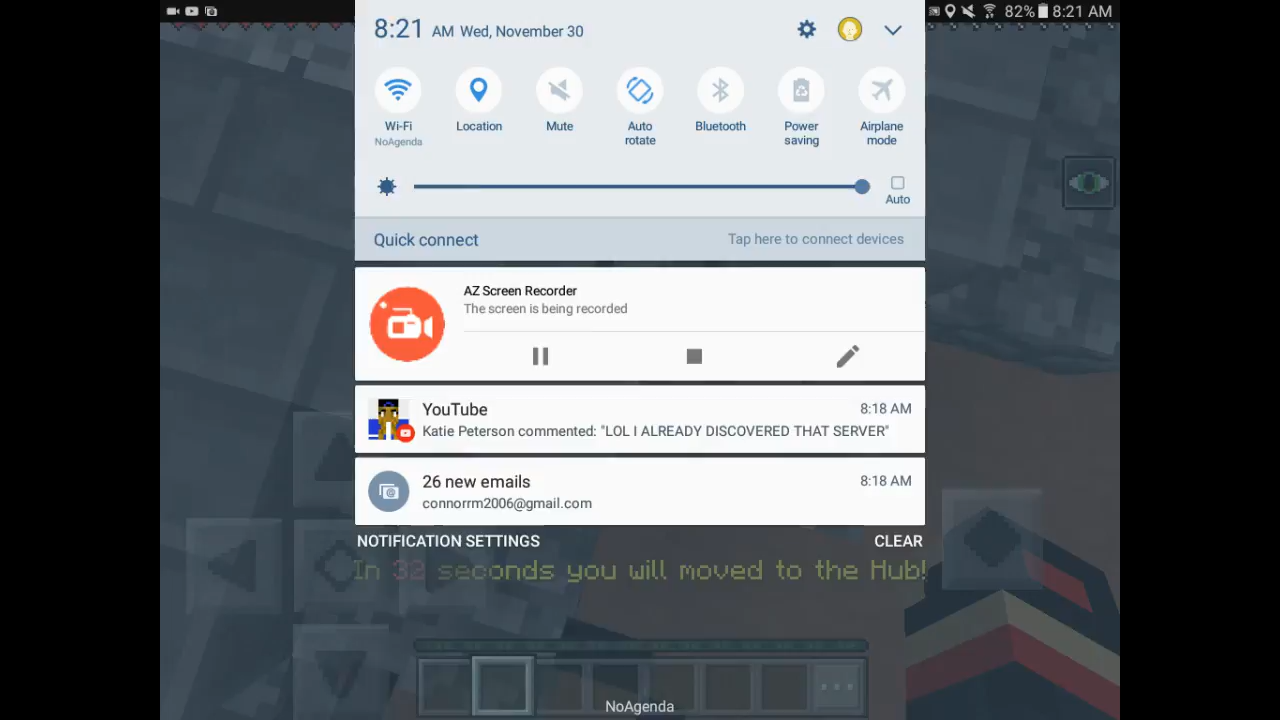 82% 8:21 AM
8:21 AM Wed, November 30
Wi-Fi
NoAgenda
Location
Mute
Auto
rotate
Bluetooth
Power
saving
Airplane
mode
Auto
Quick connect
Tap here to connect devices
AZ Screen Recorder
The screen is being recorded
YouTube
8:18 AM
Katie Peterson commented: "LOL I ALREADY DISCOVERED THAT SERVER"
26 new emails
8:18 AM
connorrm2006@gmail.com
NOTIFICATION SETTINGS
CLEAR
In 32 seconds you will moved to the Hub!
NoAgenda